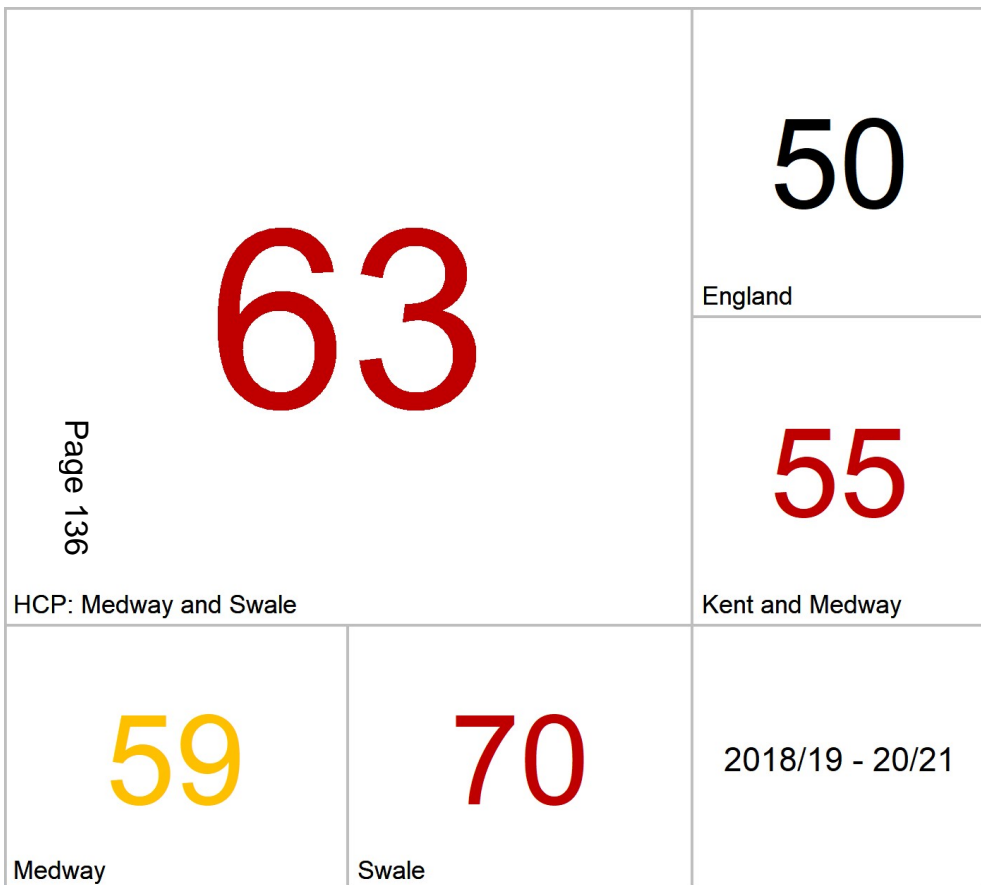 63
Page 136
HCP: Medway and Swale
50
England
55
Kent and Medway
59
Medway
70
Swale
2018/19 - 20/21